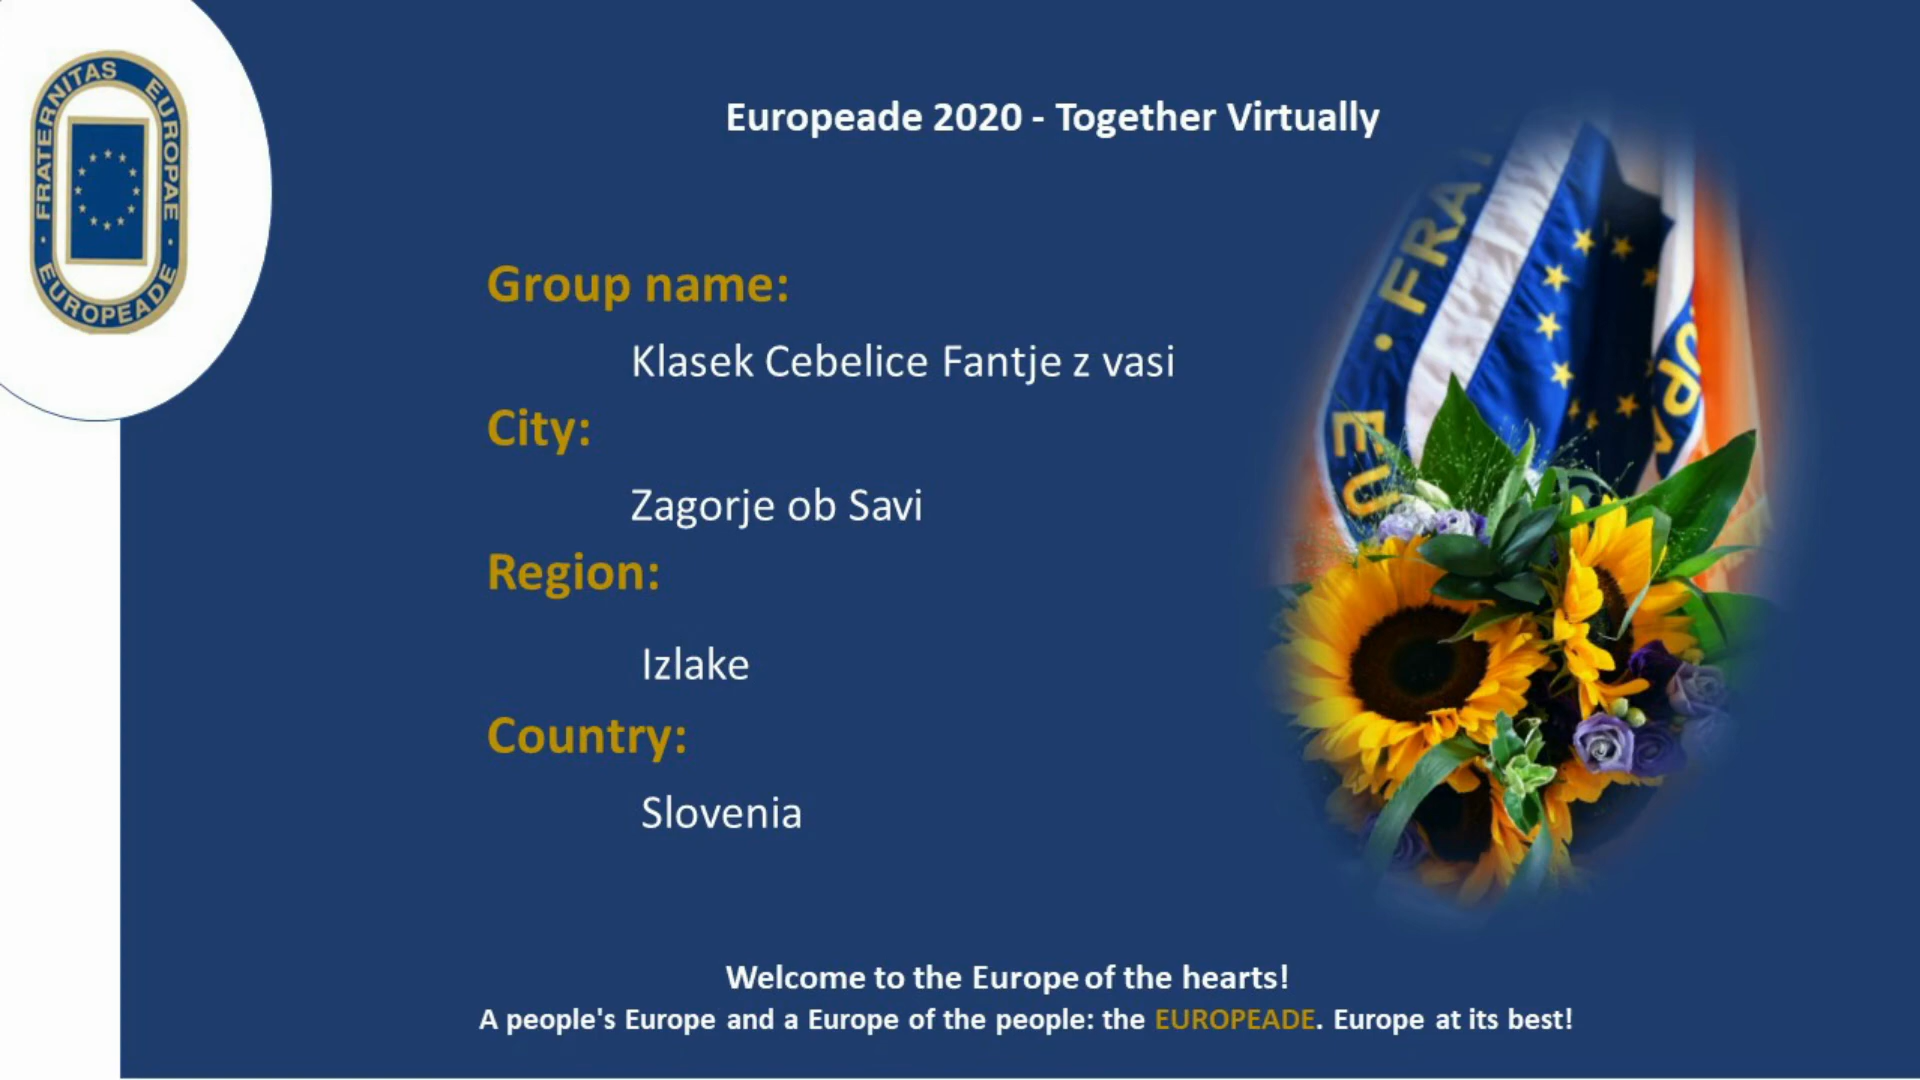 FRATERNITAS EUROPAE
EUROPEADE
Europeade 2020 - Together Virtually
Group name:
Klasek Cebelice Fantje z vasi
City:
Zagorje ob Savi
Region:
Izlake
Country:
Slovenia
Welcome to the Europe of the hearts!
A people's Europe and a Europe of the people: the EUROPEADE. Europe at its best!